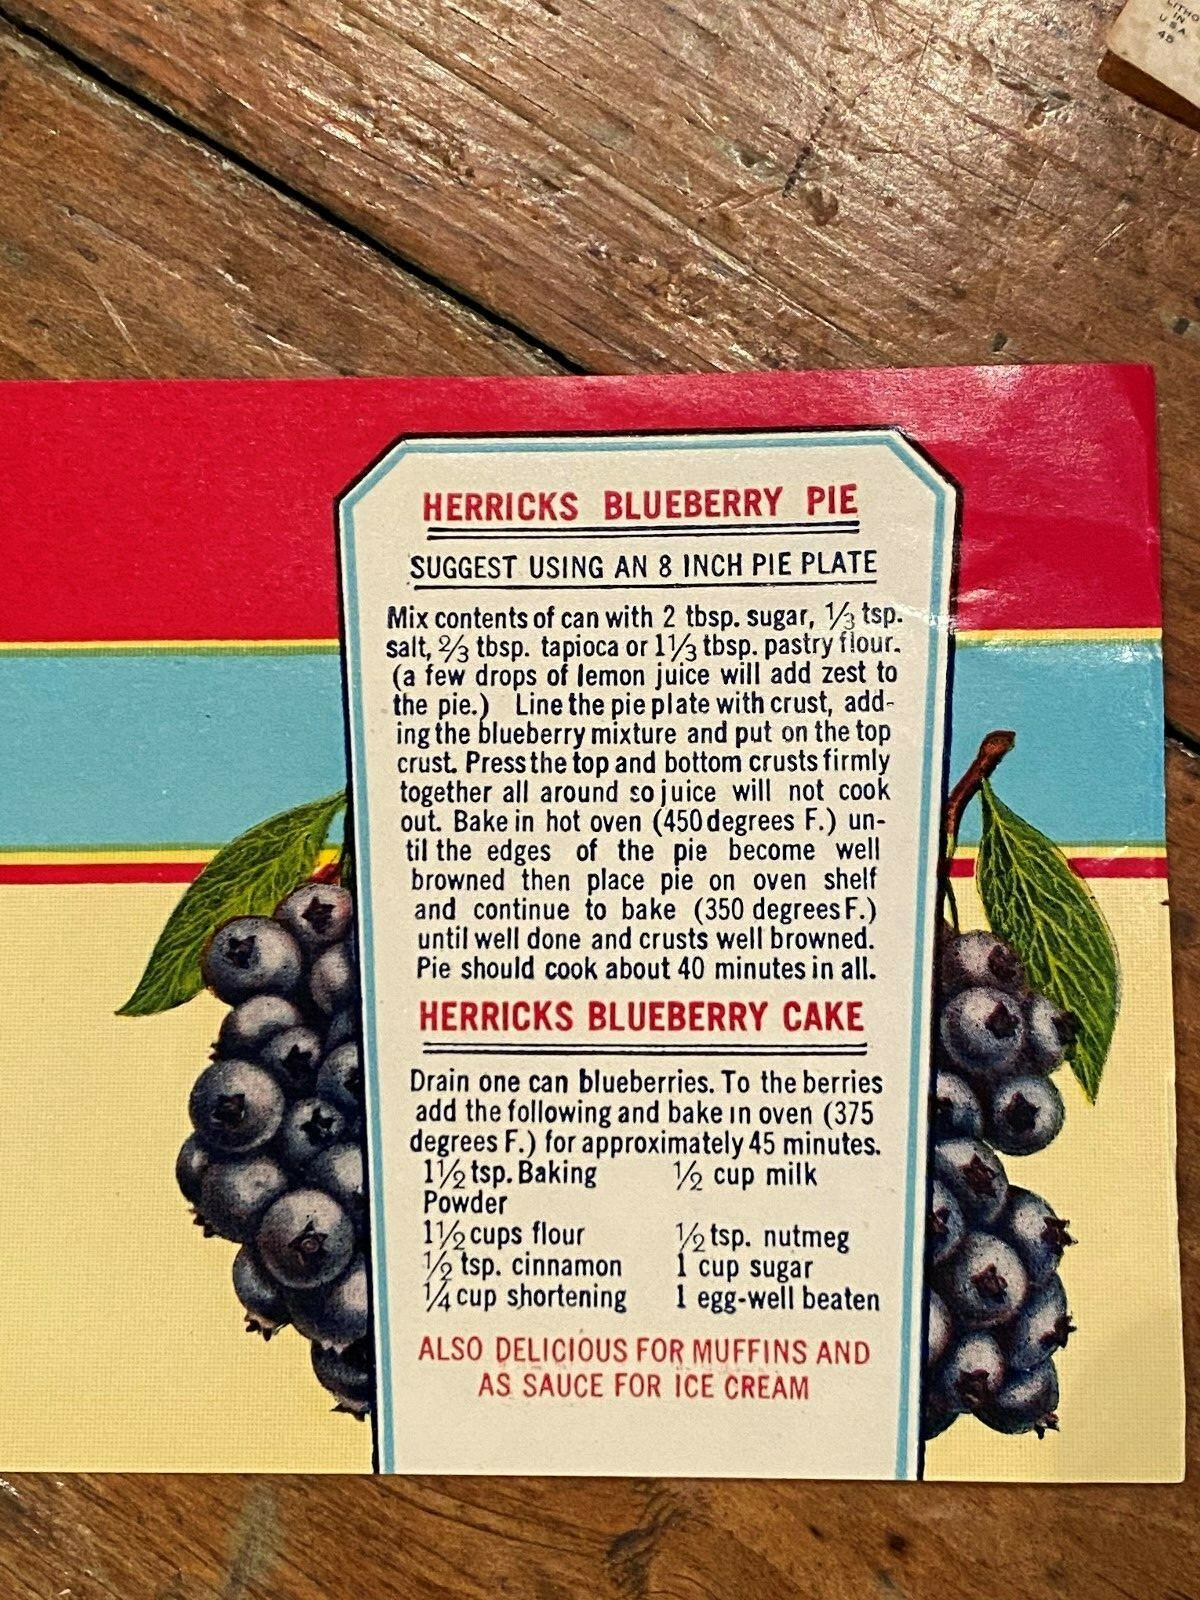 LITHO
IN
U S A
45
HERRICKS BLUEBERRY PIE
SUGGEST USING AN 8 INCH PIE PLATE
Mix contents of can with 2 tbsp. sugar, ⅓ tsp.
salt, ⅔ tbsp. tapioca or 1⅓ tbsp. pastry flour.
(a few drops of lemon juice will add zest to
the pie.) Line the pie plate with crust, add-
ing the blueberry mixture and put on the top
crust. Press the top and bottom crusts firmly
together all around so juice will not cook
out. Bake in hot oven (450 degrees F.) un-
til the edges of the pie become well
browned then place pie on oven shelf
and continue to bake (350 degrees F.)
until well done and crusts well browned.
Pie should cook about 40 minutes in all.
HERRICKS BLUEBERRY CAKE
Drain one can blueberries. To the berries
add the following and bake in oven (375
degrees F.) for approximately 45 minutes.
1½ tsp. Baking ½ cup milk
Powder
1½ cups flour ½ tsp. nutmeg
½ tsp. cinnamon 1 cup sugar
¼ cup shortening 1 egg-well beaten
ALSO DELICIOUS FOR MUFFINS AND
AS SAUCE FOR ICE CREAM